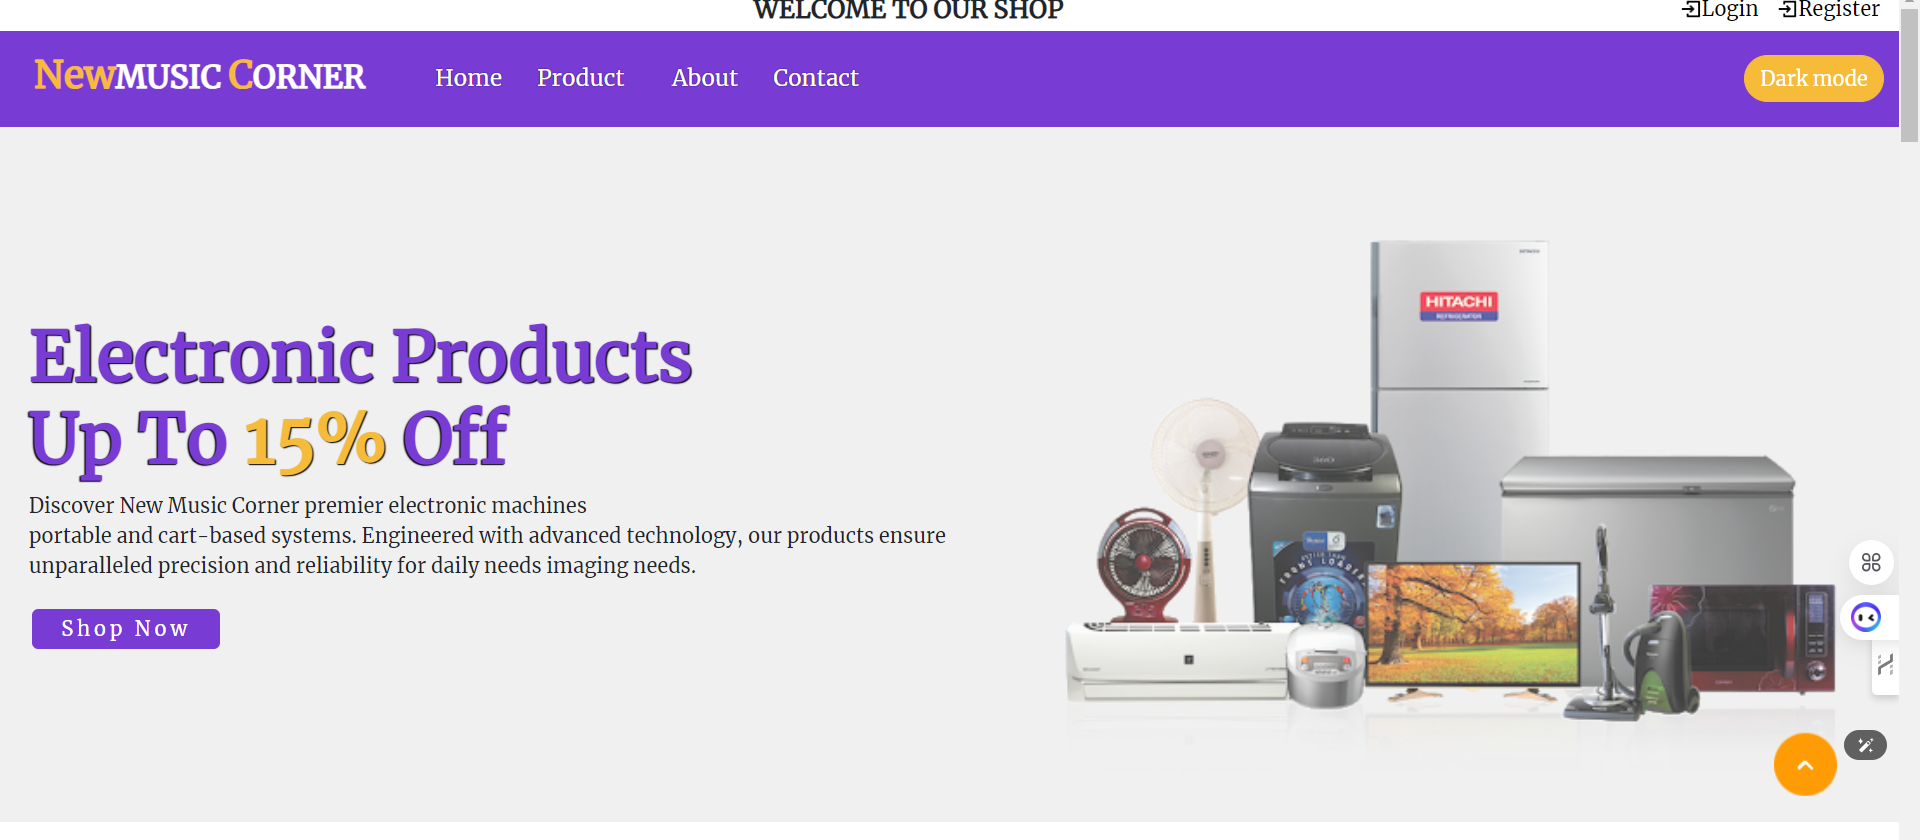 WELCOME TO OUR SHOP
Login Register
NewMUSIC CORNER Home Product About Contact Dark mode
HITACHI
REFRIGERATOR
Electronic Products
Up To 15% Off
Discover New Music Corner premier electronic machines
portable and cart-based systems. Engineered with advanced technology, our products ensure
unparalleled precision and reliability for daily needs imaging needs.
Shop Now
360